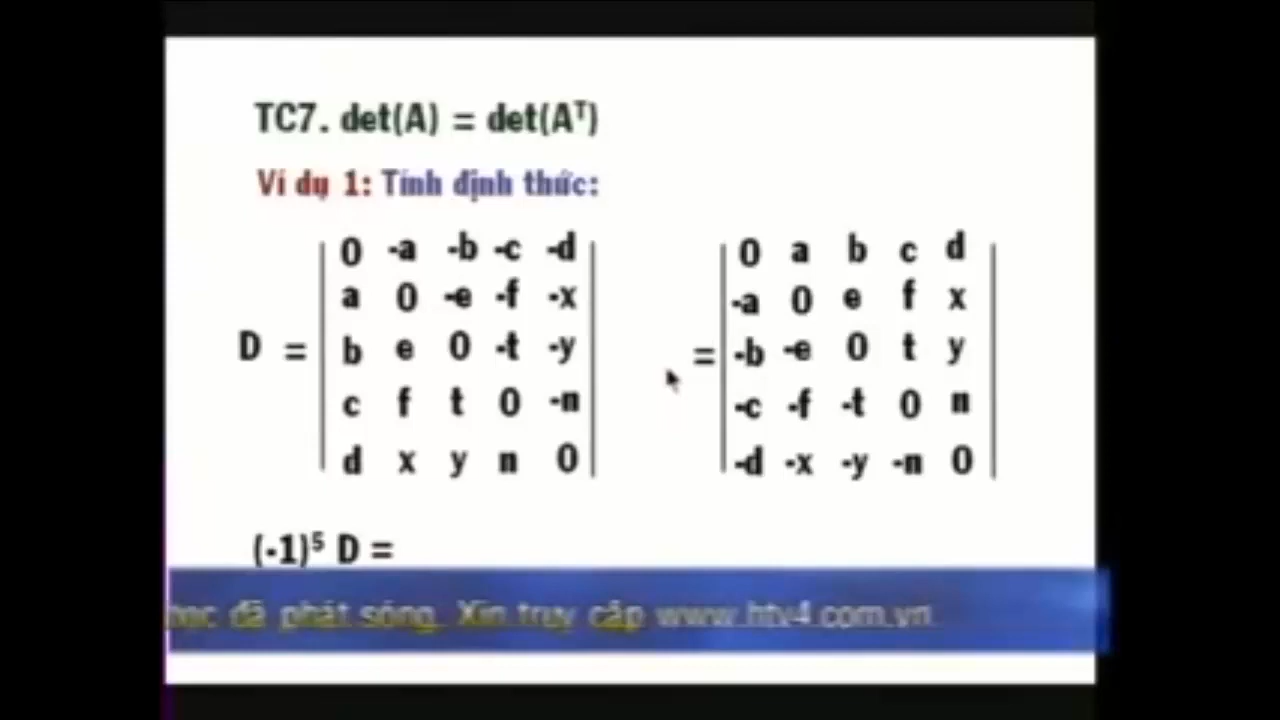 TC7. det(A) = det(Aᵀ)
Ví dụ 1: Tính định thức:
0 -a -b -c -d
a 0 -e -f -x
D = b e 0 -t -y
c f t 0 -n
d x y n 0
0 a b c d
-a 0 e f x
= -b -e 0 t y
-c -f -t 0 n
-d -x -y -n 0
(-1)⁵ D =
học đã phát sóng. Xin truy cập www.htv4.com.vn